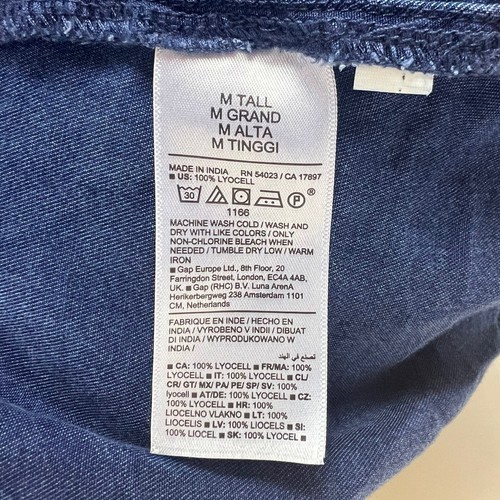 M TALL
M GRAND
M ALTA
M TINGGI
MADE IN INDIA RN 54023 / CA 17897
■ US: 100% LYOCELL
30 P ®
1166
MACHINE WASH COLD / WASH AND
DRY WITH LIKE COLORS / ONLY
NON-CHLORINE BLEACH WHEN
NEEDED / TUMBLE DRY LOW / WARM
IRON
■ Gap Europe Ltd., 8th Floor, 20
Farringdon Street, London, EC4A 4AB,
UK. ■ Gap (RHC) B.V. Luna ArenA
Herikerbergweg 238 Amsterdam 1101
CM, Netherlands
FABRIQUE EN INDE / HECHO EN
INDIA / VYROBENO V INDII / DIBUAT
DI INDIA / WYPRODUKOWANO W
INDIA /
تصنع في الهند
■ CA: 100% LYOCELL ■ FR/MA: 100%
LYOCELL ■ IT: 100% LYOCELL ■ CL/
CR/ GT/ MX/ PA/ PE/ SP/ SV: 100%
lyocell ■ AT/DE: 100% LYOCELL ■ CZ:
100% LYOCELL ■ HR: 100%
LIOCELNO VLAKNO ■ LT: 100%
LIOCELIS ■ LV: 100% LIOCELS ■ SI:
100% LIOCEL ■ SK: 100% LYOCELL ■